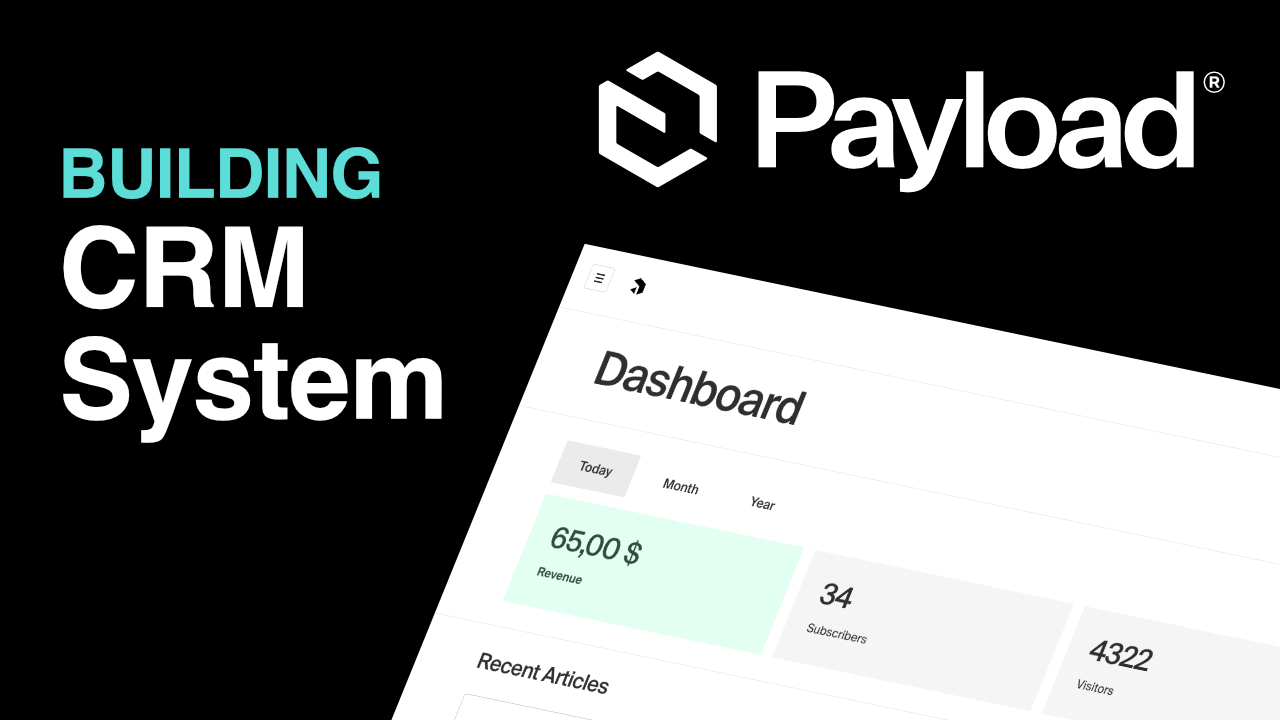 BUILDING
CRM
System
Payload®
Dashboard
Today Month Year
65,00 $
Revenue
34
Subscribers
4322
Visitors
Recent Articles